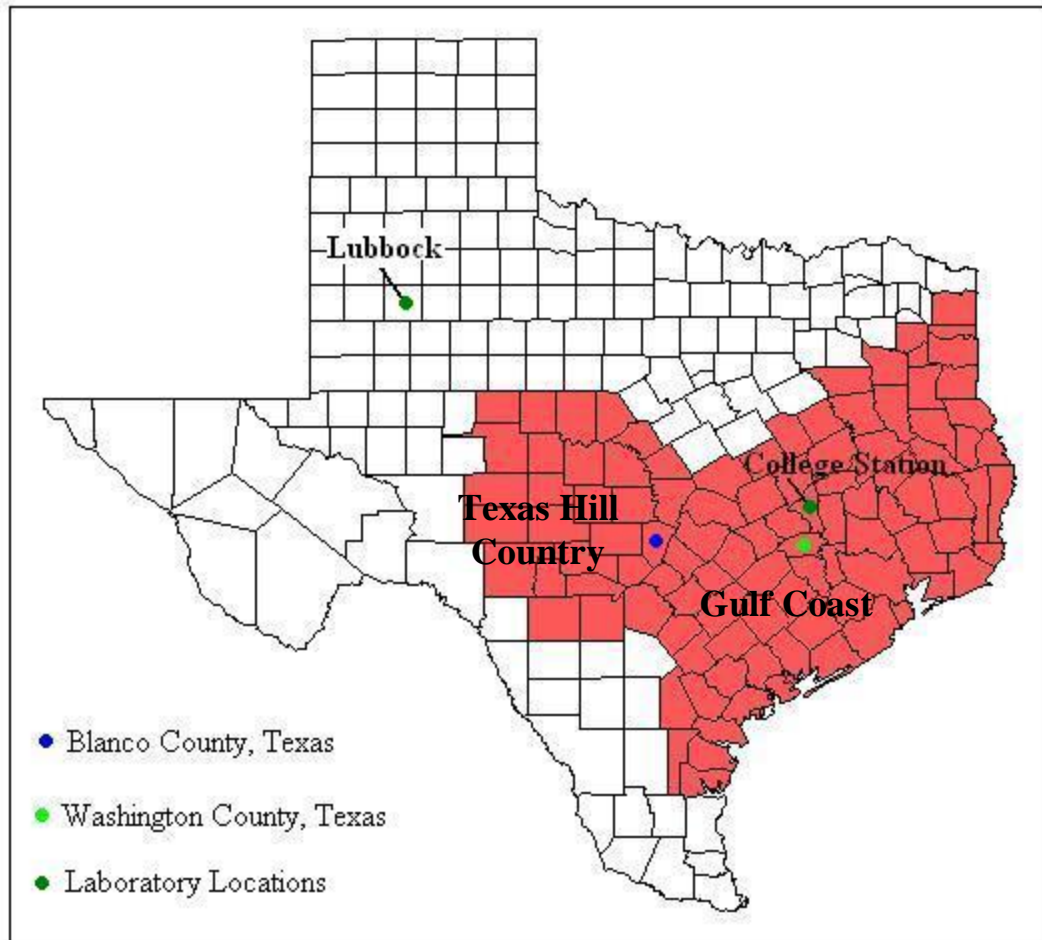 Lubbock
College Station
Texas Hill
Country
Gulf Coast
Blanco County, Texas
Washington County, Texas
Laboratory Locations